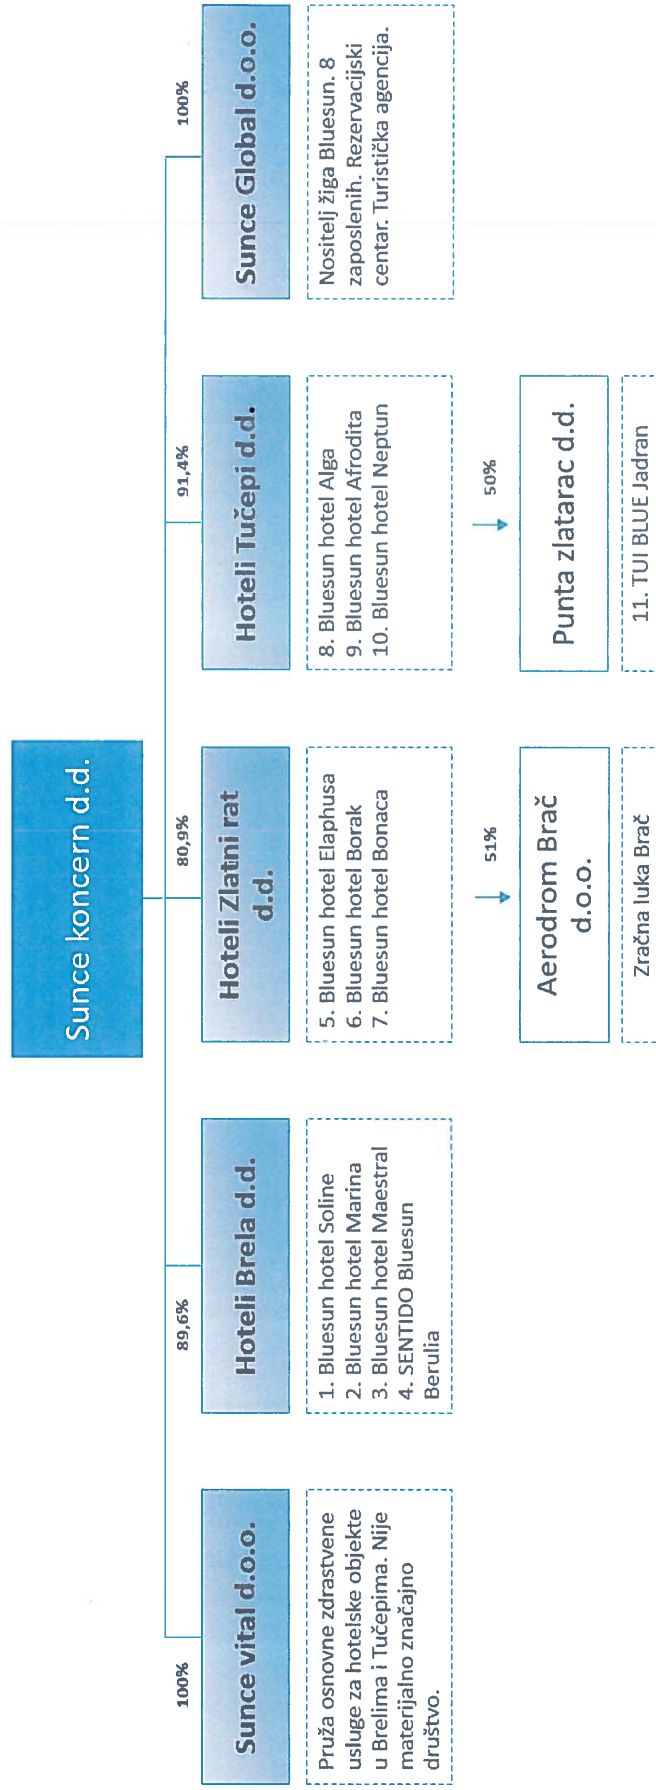 Sunce koncern d.d.
100%
89,6%
80,9%
91,4%
100%
Sunce vital d.o.o.
Pruža osnovne zdrastvene
usluge za hotelske objekte
u Brelima i Tučepima. Nije
materijalno značajno
društvo.
Hoteli Brela d.d.
1. Bluesun hotel Soline
2. Bluesun hotel Marina
3. Bluesun hotel Maestral
4. SENTIDO Bluesun
Berulia
Hoteli Zlatni rat
d.d.
5. Bluesun hotel Elaphusa
6. Bluesun hotel Borak
7. Bluesun hotel Bonaca
51%
Aerodrom Brač
d.o.o.
Zračna luka Brač
Hoteli Tučepi d.d.
8. Bluesun hotel Alga
9. Bluesun hotel Afrodita
10. Bluesun hotel Neptun
50%
Punta zlatarac d.d.
11. TUI BLUE Jadran
Sunce Global d.o.o.
Nositelj žiga Bluesun. 8
zaposlenih. Rezervacijski
centar. Turistička agencija.